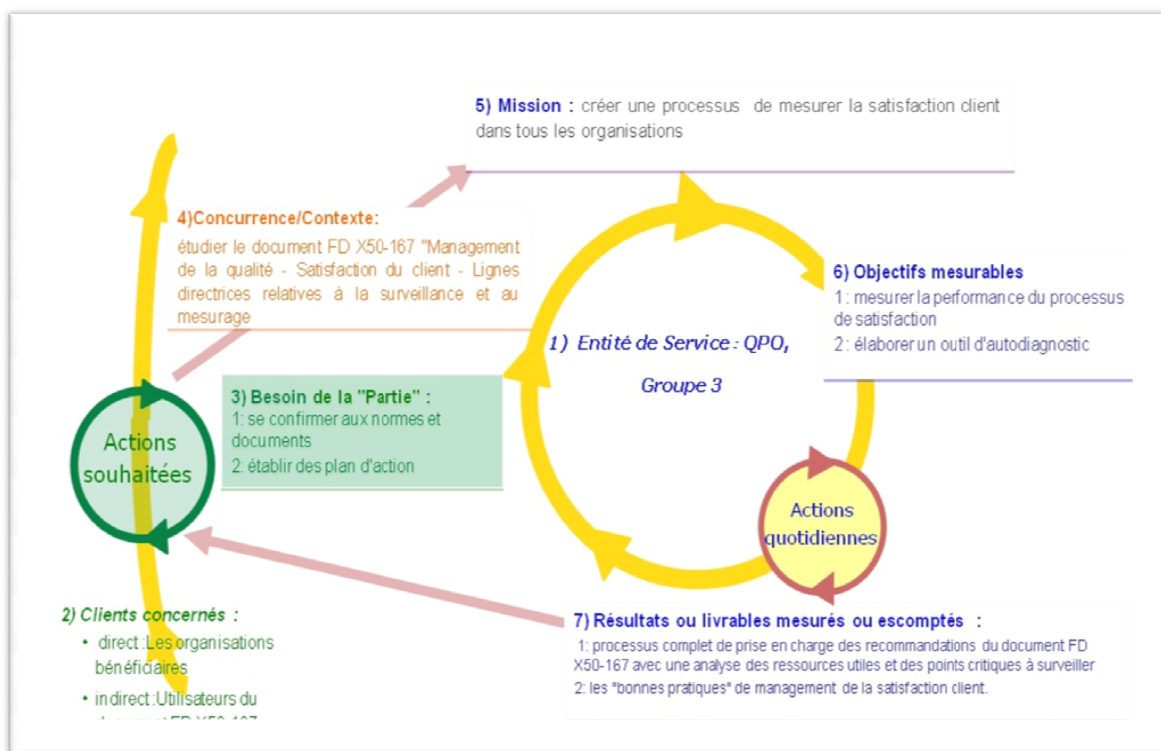 5) Mission : créer une processus de mesurer la satisfaction client
dans tous les organisations
4)Concurrence/Contexte:
étudier le document FD X50-167 "Management
de la qualité - Satisfaction du client - Lignes
directrices relatives à la surveillance et au
mesurage
6) Objectifs mesurables
1 : mesurer la performance du processus
de satisfaction
2 : élaborer un outil d'autodiagnostic
1) Entité de Service : QPO,
Groupe 3
3) Besoin de la "Partie" :
1: se confirmer aux normes et
documents
2: établir des plan d'action
Actions
souhaitées
Actions
quotidiennes
2) Clients concernés :
• direct :Les organisations
bénéficiaires
• indirect :Utilisateurs du
document FD X50-167
7) Résultats ou livrables mesurés ou escomptés :
1: processus complet de prise en charge des recommandations du document FD
X50-167 avec une analyse des ressources utiles et des points critiques à surveiller
2: les "bonnes pratiques" de management de la satisfaction client.